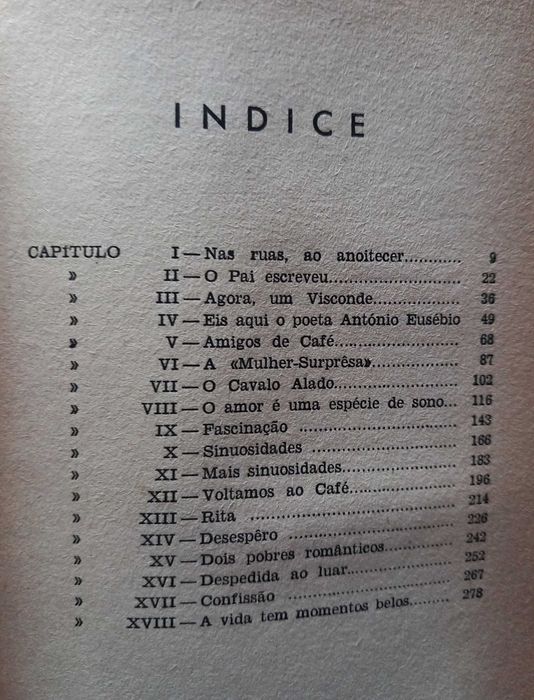 INDICE
CAPÍTULO I — Nas ruas, ao anoitecer............ 9
» II — O Pai escreveu........................... 22
» III — Agora, um Visconde.................. 36
» IV — Eis aqui o poeta António Eusébio 49
» V — Amigos de Café......................... 68
» VI — A «Mulher-Surprêsa»................. 87
» VII — O Cavalo Alado......................... 102
» VIII — O amor é uma espécie de sono... 116
» IX — Fascinação ............................... 143
» X — Sinuosidades ............................ 166
» XI — Mais sinuosidades..................... 183
» XII — Voltamos ao Café..................... 196
» XIII — Rita ........................................ 214
» XIV — Desespêro ................................ 226
» XV — Dois pobres românticos............. 242
» XVI — Despedida ao luar.................... 252
» XVII — Confissão ................................ 267
» XVIII — A vida tem momentos belos........ 278